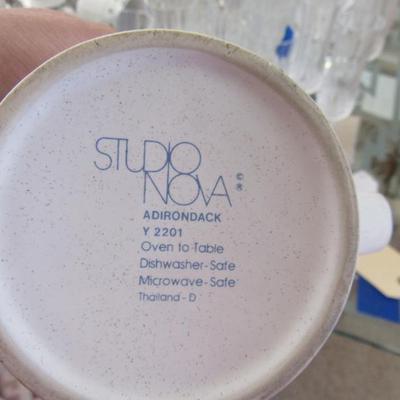 STUDIO
NOVA ©®
ADIRONDACK
Y 2201
Oven to Table
Dishwasher-Safe
Microwave-Safe
Thailand - D